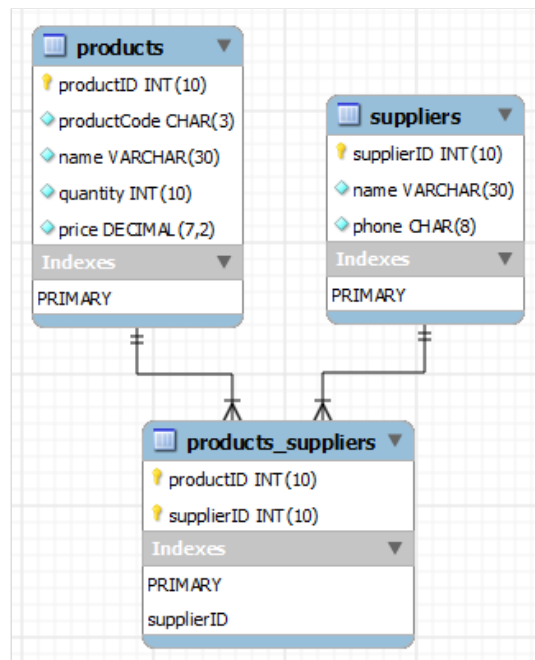 products
productID INT(10)
productCode CHAR(3)
name VARCHAR(30)
quantity INT(10)
price DECIMAL(7,2)
Indexes
PRIMARY
suppliers
supplierID INT(10)
name VARCHAR(30)
phone CHAR(8)
Indexes
PRIMARY
products_suppliers
productID INT(10)
supplierID INT(10)
Indexes
PRIMARY
supplierID